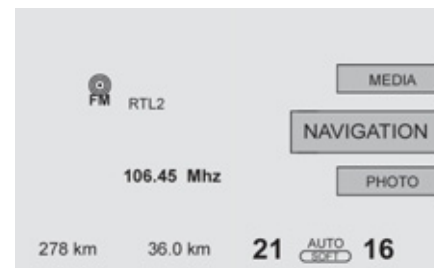 MEDIA
FM RTL2
NAVIGATION
106.45 Mhz
PHOTO
278 km 36.0 km 21 AUTO 16
SOFT